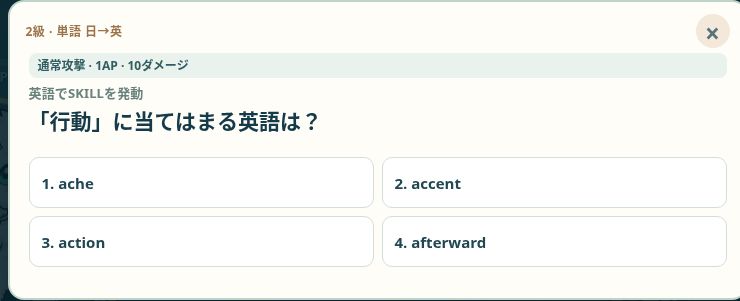 2級・単語 日→英
×
通常攻撃・1AP・10ダメージ
英語でSKILLを発動
「行動」に当てはまる英語は？
1. ache
2. accent
3. action
4. afterward